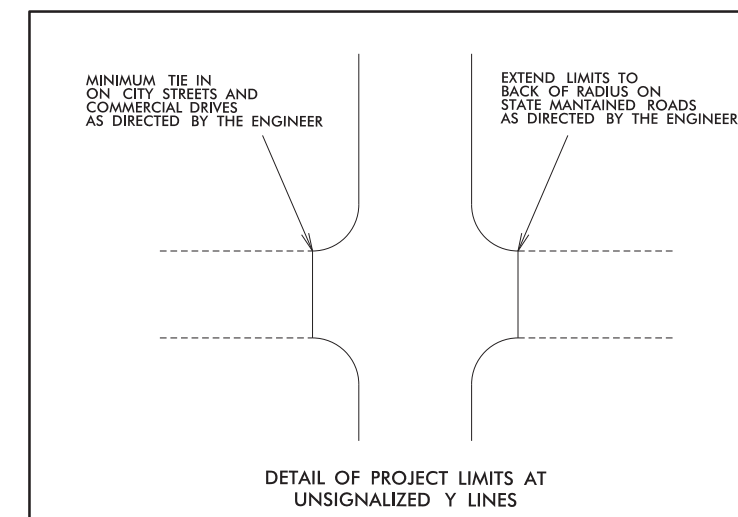 MINIMUM TIE IN
ON CITY STREETS AND
COMMERCIAL DRIVES
AS DIRECTED BY THE ENGINEER
EXTEND LIMITS TO
BACK OF RADIUS ON
STATE MANTAINED ROADS
AS DIRECTED BY THE ENGINEER
DETAIL OF PROJECT LIMITS AT
UNSIGNALIZED Y LINES